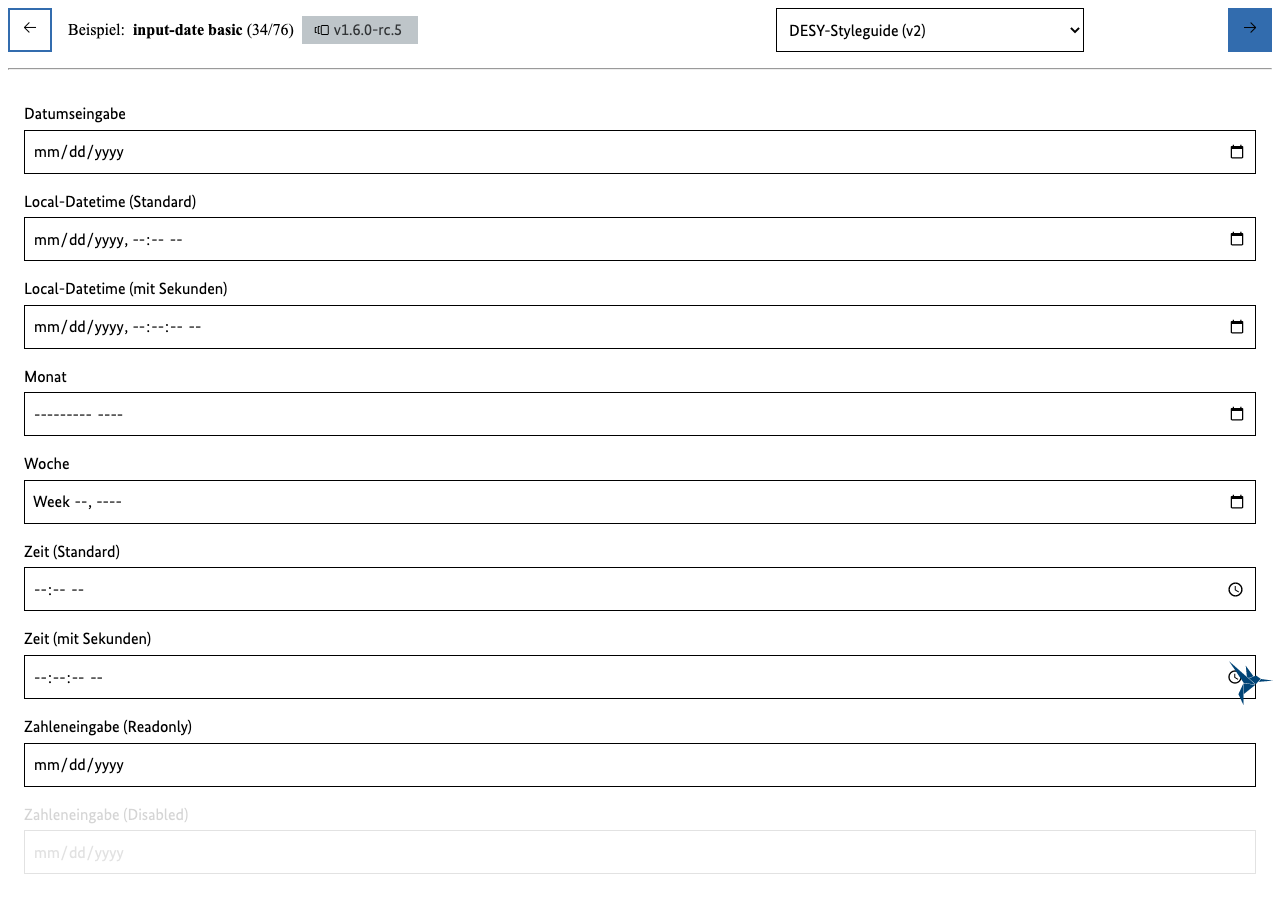 Beispiel: input-date basic (34/76) v1.6.0-rc.5 DESY-Styleguide (v2)
Datumseingabe
mm/dd/yyyy
Local-Datetime (Standard)
mm/dd/yyyy, --:-- --
Local-Datetime (mit Sekunden)
mm/dd/yyyy, --:--:-- --
Monat
--------- ----
Woche
Week --, ----
Zeit (Standard)
--:-- --
Zeit (mit Sekunden)
--:--:-- --
Zahleneingabe (Readonly)
mm/dd/yyyy
Zahleneingabe (Disabled)
mm/dd/yyyy